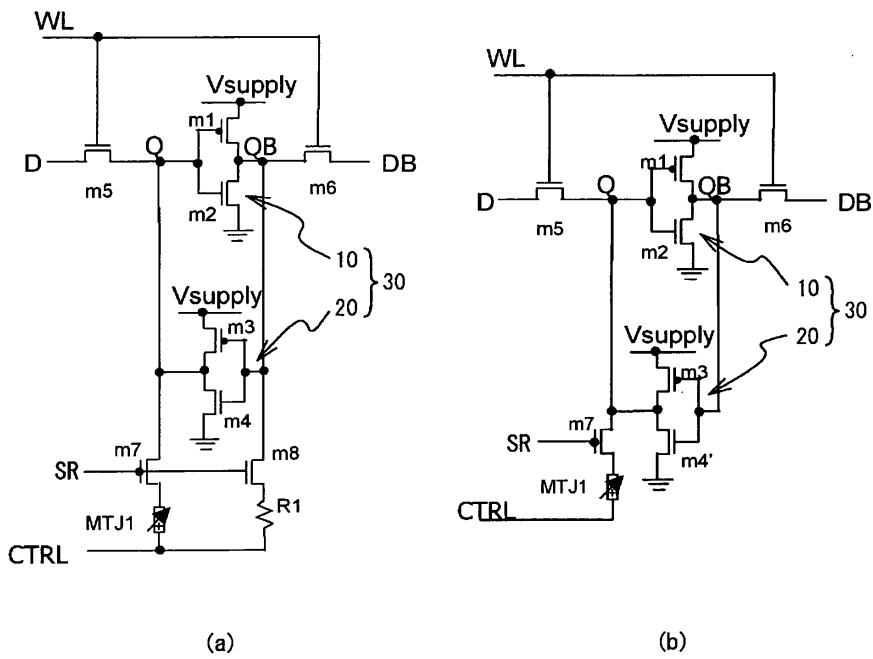 WL
Vsupply
m1
Q
QB
D
DB
m5
m6
m2
10
30
Vsupply
20
m3
m4
m7
m8
SR
R1
MTJ1
CTRL
(a)
WL
Vsupply
m1
Q
QB
D
DB
m5
m6
m2
10
30
Vsupply
20
m3
m7
SR
m4'
MTJ1
CTRL
(b)